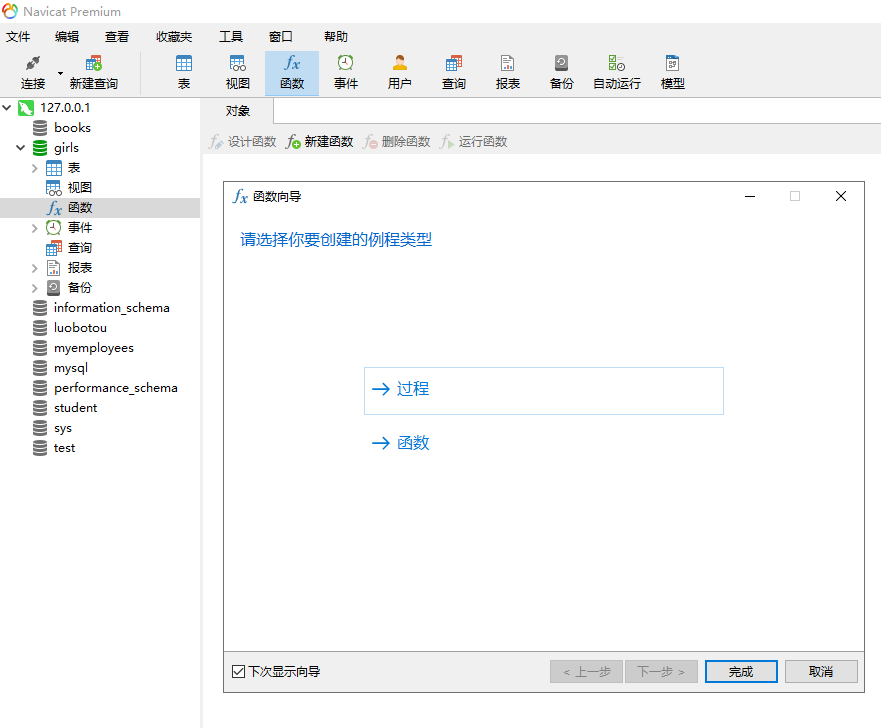 Navicat Premium
文件 编辑 查看 收藏夹 工具 窗口 帮助
连接 新建查询 表 视图 函数 事件 用户 查询 报表 备份 自动运行 模型
127.0.0.1
books
girls
表
视图
函数
事件
查询
报表
备份
information_schema
luobotou
myemployees
mysql
performance_schema
student
sys
test
对象
设计函数 新建函数 删除函数 运行函数
函数向导
请选择你要创建的例程类型
过程
函数
下次显示向导 < 上一步 下一步 > 完成 取消